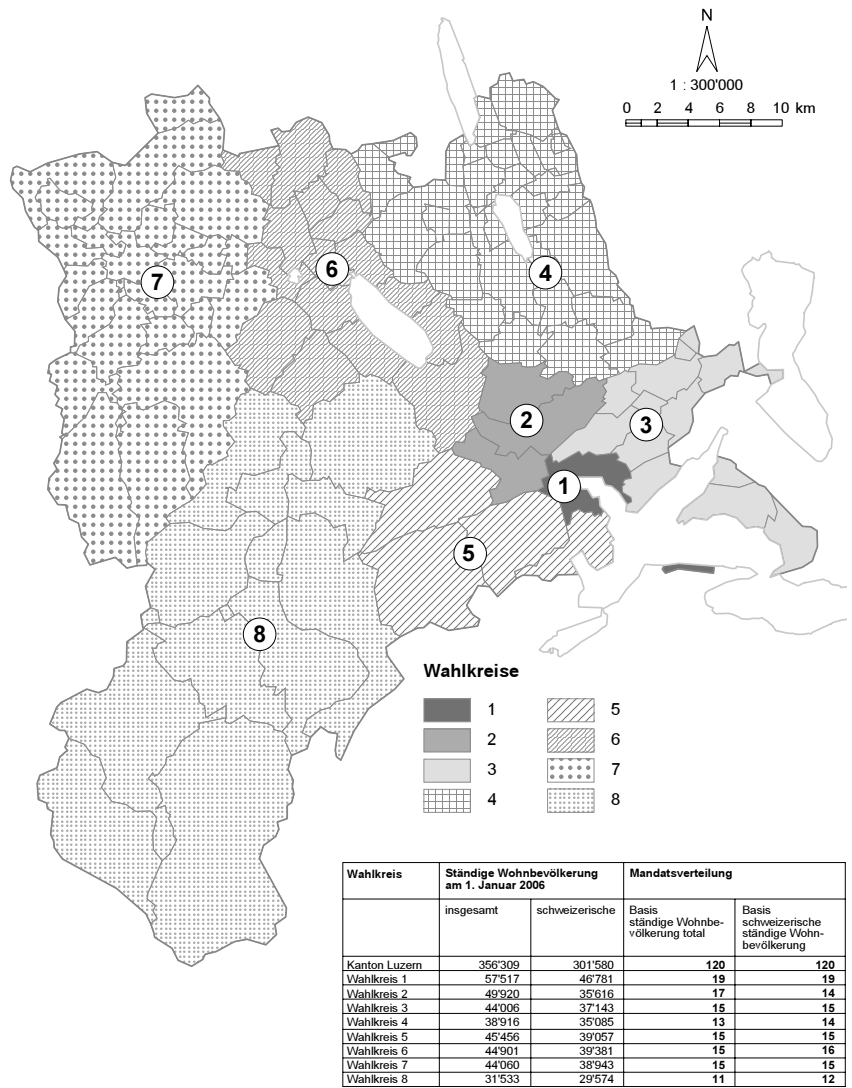 N
1 : 300'000
0 2 4 6 8 10 km
7
6
4
2
3
1
5
8
Wahlkreise
1 5
2 6
3 7
4 8
Wahlkreis Ständige Wohnbevölkerung Mandatsverteilung
am 1. Januar 2006
insgesamt schweizerische Basis Basis
ständige Wohnbe- schweizerische
völkerung total ständige Wohn-
bevölkerung
Kanton Luzern 356'309 301'580 120 120
Wahlkreis 1 57'517 46'781 19 19
Wahlkreis 2 49'920 35'616 17 14
Wahlkreis 3 44'006 37'143 15 15
Wahlkreis 4 38'916 35'085 13 14
Wahlkreis 5 45'456 39'057 15 15
Wahlkreis 6 44'901 39'381 15 16
Wahlkreis 7 44'060 38'943 15 15
Wahlkreis 8 31'533 29'574 11 12